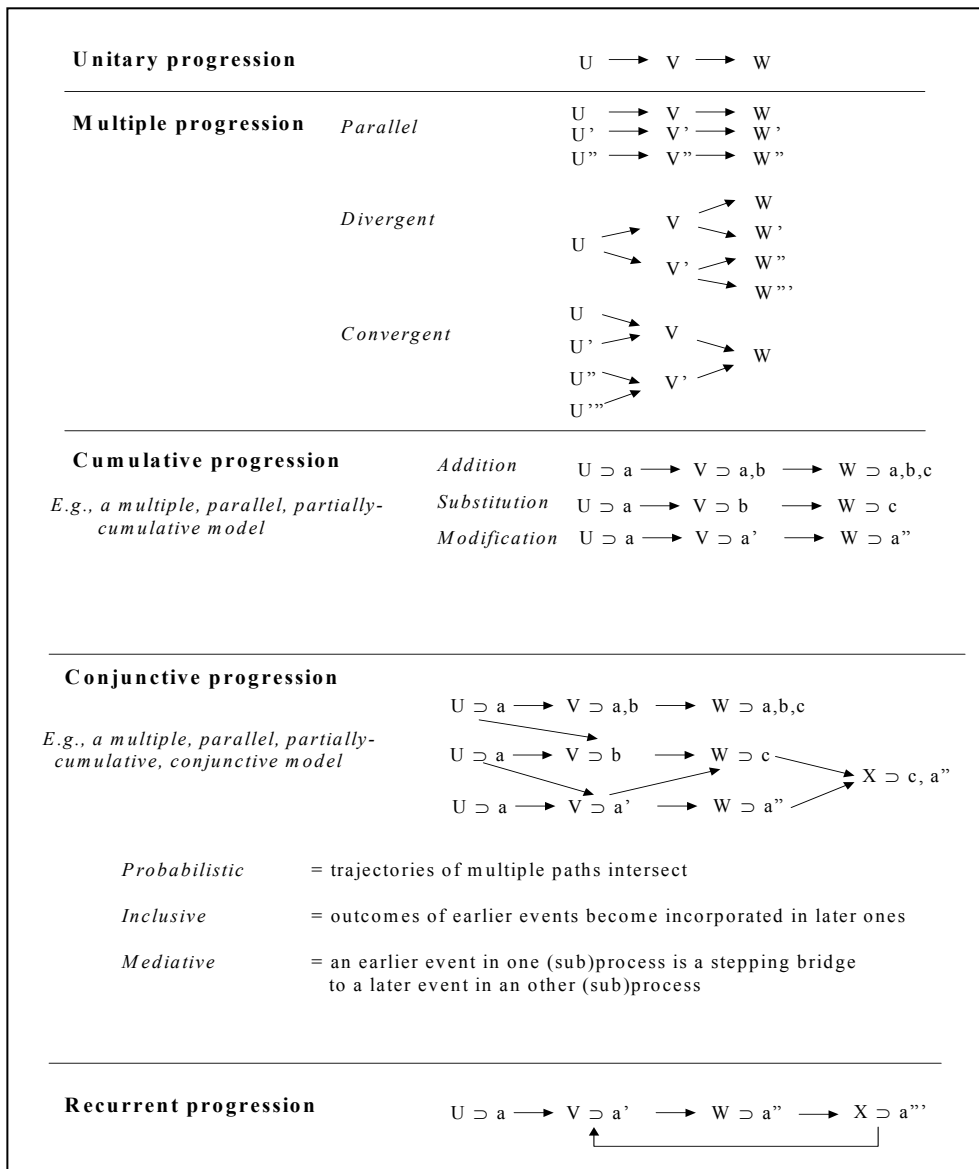 Unitary progression U → V → W
Multiple progression Parallel U → V → W
U' → V' → W'
U” → V” → W”
W
Divergent V
U W'
V' W”
W”'
U
Convergent U' V
W
U” V'
U'”
Cumulative progression Addition U ⊃ a → V ⊃ a,b → W ⊃ a,b,c
E.g., a multiple, parallel, partially- Substitution U ⊃ a → V ⊃ b → W ⊃ c
cumulative model Modification U ⊃ a → V ⊃ a' → W ⊃ a”
Conjunctive progression
U ⊃ a → V ⊃ a,b → W ⊃ a,b,c
E.g., a multiple, parallel, partially- U ⊃ a → V ⊃ b → W ⊃ c
cumulative, conjunctive model X ⊃ c, a”
U ⊃ a → V ⊃ a' → W ⊃ a”
Probabilistic = trajectories of multiple paths intersect
Inclusive = outcomes of earlier events become incorporated in later ones
Mediative = an earlier event in one (sub)process is a stepping bridge
to a later event in an other (sub)process
Recurrent progression U ⊃ a → V ⊃ a' → W ⊃ a” → X ⊃ a”'